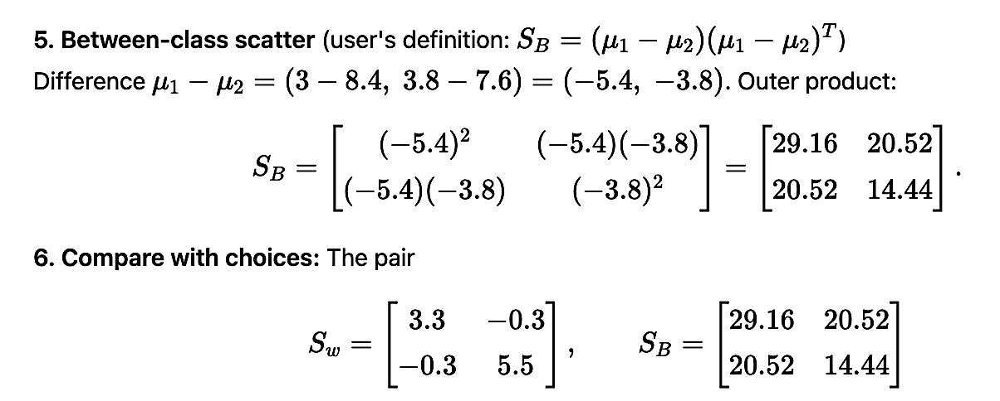 5. Between-class scatter (user's definition: $S_B = (\mu_1 - \mu_2)(\mu_1 - \mu_2)^T$)
Difference $\mu_1 - \mu_2 = (3 - 8.4,\ 3.8 - 7.6) = (-5.4,\ -3.8)$. Outer product:
$S_B = \begin{bmatrix} (-5.4)^2 & (-5.4)(-3.8) \\ (-5.4)(-3.8) & (-3.8)^2 \end{bmatrix} = \begin{bmatrix} 29.16 & 20.52 \\ 20.52 & 14.44 \end{bmatrix}.$
6. Compare with choices: The pair
$S_w = \begin{bmatrix} 3.3 & -0.3 \\ -0.3 & 5.5 \end{bmatrix}, \quad S_B = \begin{bmatrix} 29.16 & 20.52 \\ 20.52 & 14.44 \end{bmatrix}$